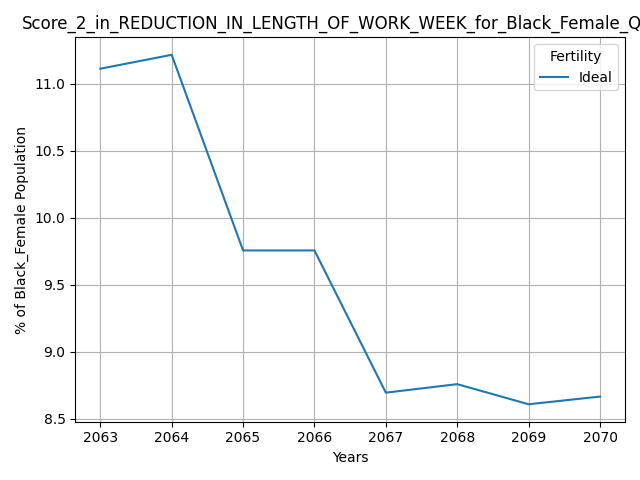 Score_2_in_REDUCTION_IN_LENGTH_OF_WORK_WEEK_for_Black_Female_Q
Fertility
Ideal
11.0
10.5
10.0
9.5
9.0
8.5
% of Black_Female Population
2063 2064 2065 2066 2067 2068 2069 2070
Years